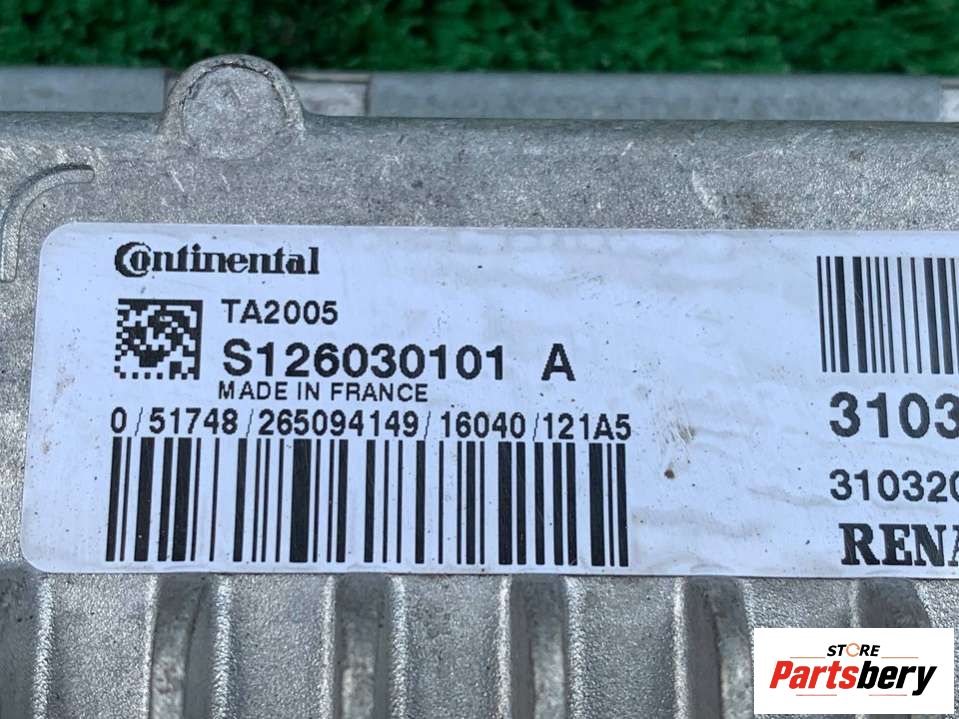 Continental
TA2005
S126030101 A
MADE IN FRANCE
0/51748/265094149/16040/121A5
3103
31032
RENA
STORE
Partsbery